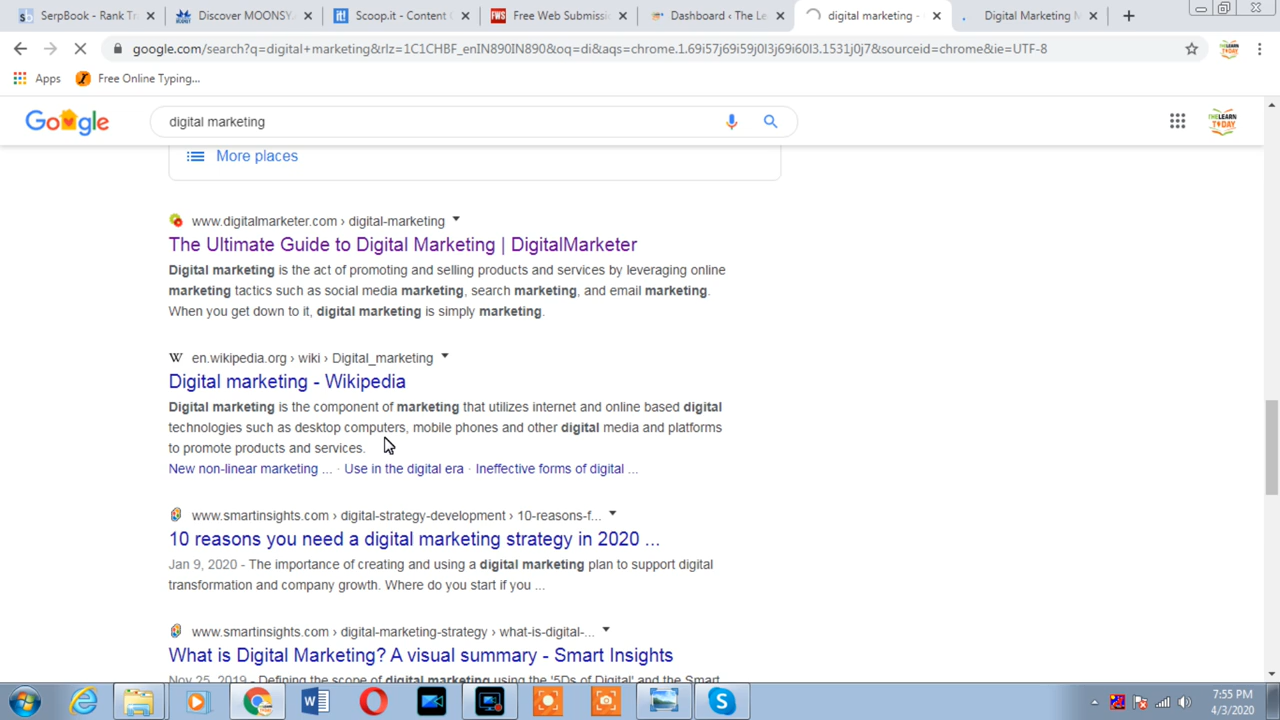 SerpBook - Rank T
Discover MOONSY
Scoop.it - Content
Free Web Submissi
Dashboard ‹ The Le
digital marketing -
Digital Marketing
google.com/search?q=digital+marketing&rlz=1C1CHBF_enIN890IN890&oq=di&aqs=chrome.1.69i57j69i59j0l3j69i60l3.1531j0j7&sourceid=chrome&ie=UTF-8
Apps
Free Online Typing...
Google
digital marketing
THELEARN
TODAY
More places
www.digitalmarketer.com › digital-marketing
The Ultimate Guide to Digital Marketing | DigitalMarketer
Digital marketing is the act of promoting and selling products and services by leveraging online
marketing tactics such as social media marketing, search marketing, and email marketing.
When you get down to it, digital marketing is simply marketing.
W en.wikipedia.org › wiki › Digital_marketing
Digital marketing - Wikipedia
Digital marketing is the component of marketing that utilizes internet and online based digital
technologies such as desktop computers, mobile phones and other digital media and platforms
to promote products and services.
New non-linear marketing ... · Use in the digital era · Ineffective forms of digital ...
www.smartinsights.com › digital-strategy-development › 10-reasons-f...
10 reasons you need a digital marketing strategy in 2020 ...
Jan 9, 2020 - The importance of creating and using a digital marketing plan to support digital
transformation and company growth. Where do you start if you ...
www.smartinsights.com › digital-marketing-strategy › what-is-digital-...
What is Digital Marketing? A visual summary - Smart Insights
Nov 25, 2019 - Defining the scope of digital marketing using the '5Ds of Digital' and the Smart
7:55 PM
4/3/2020